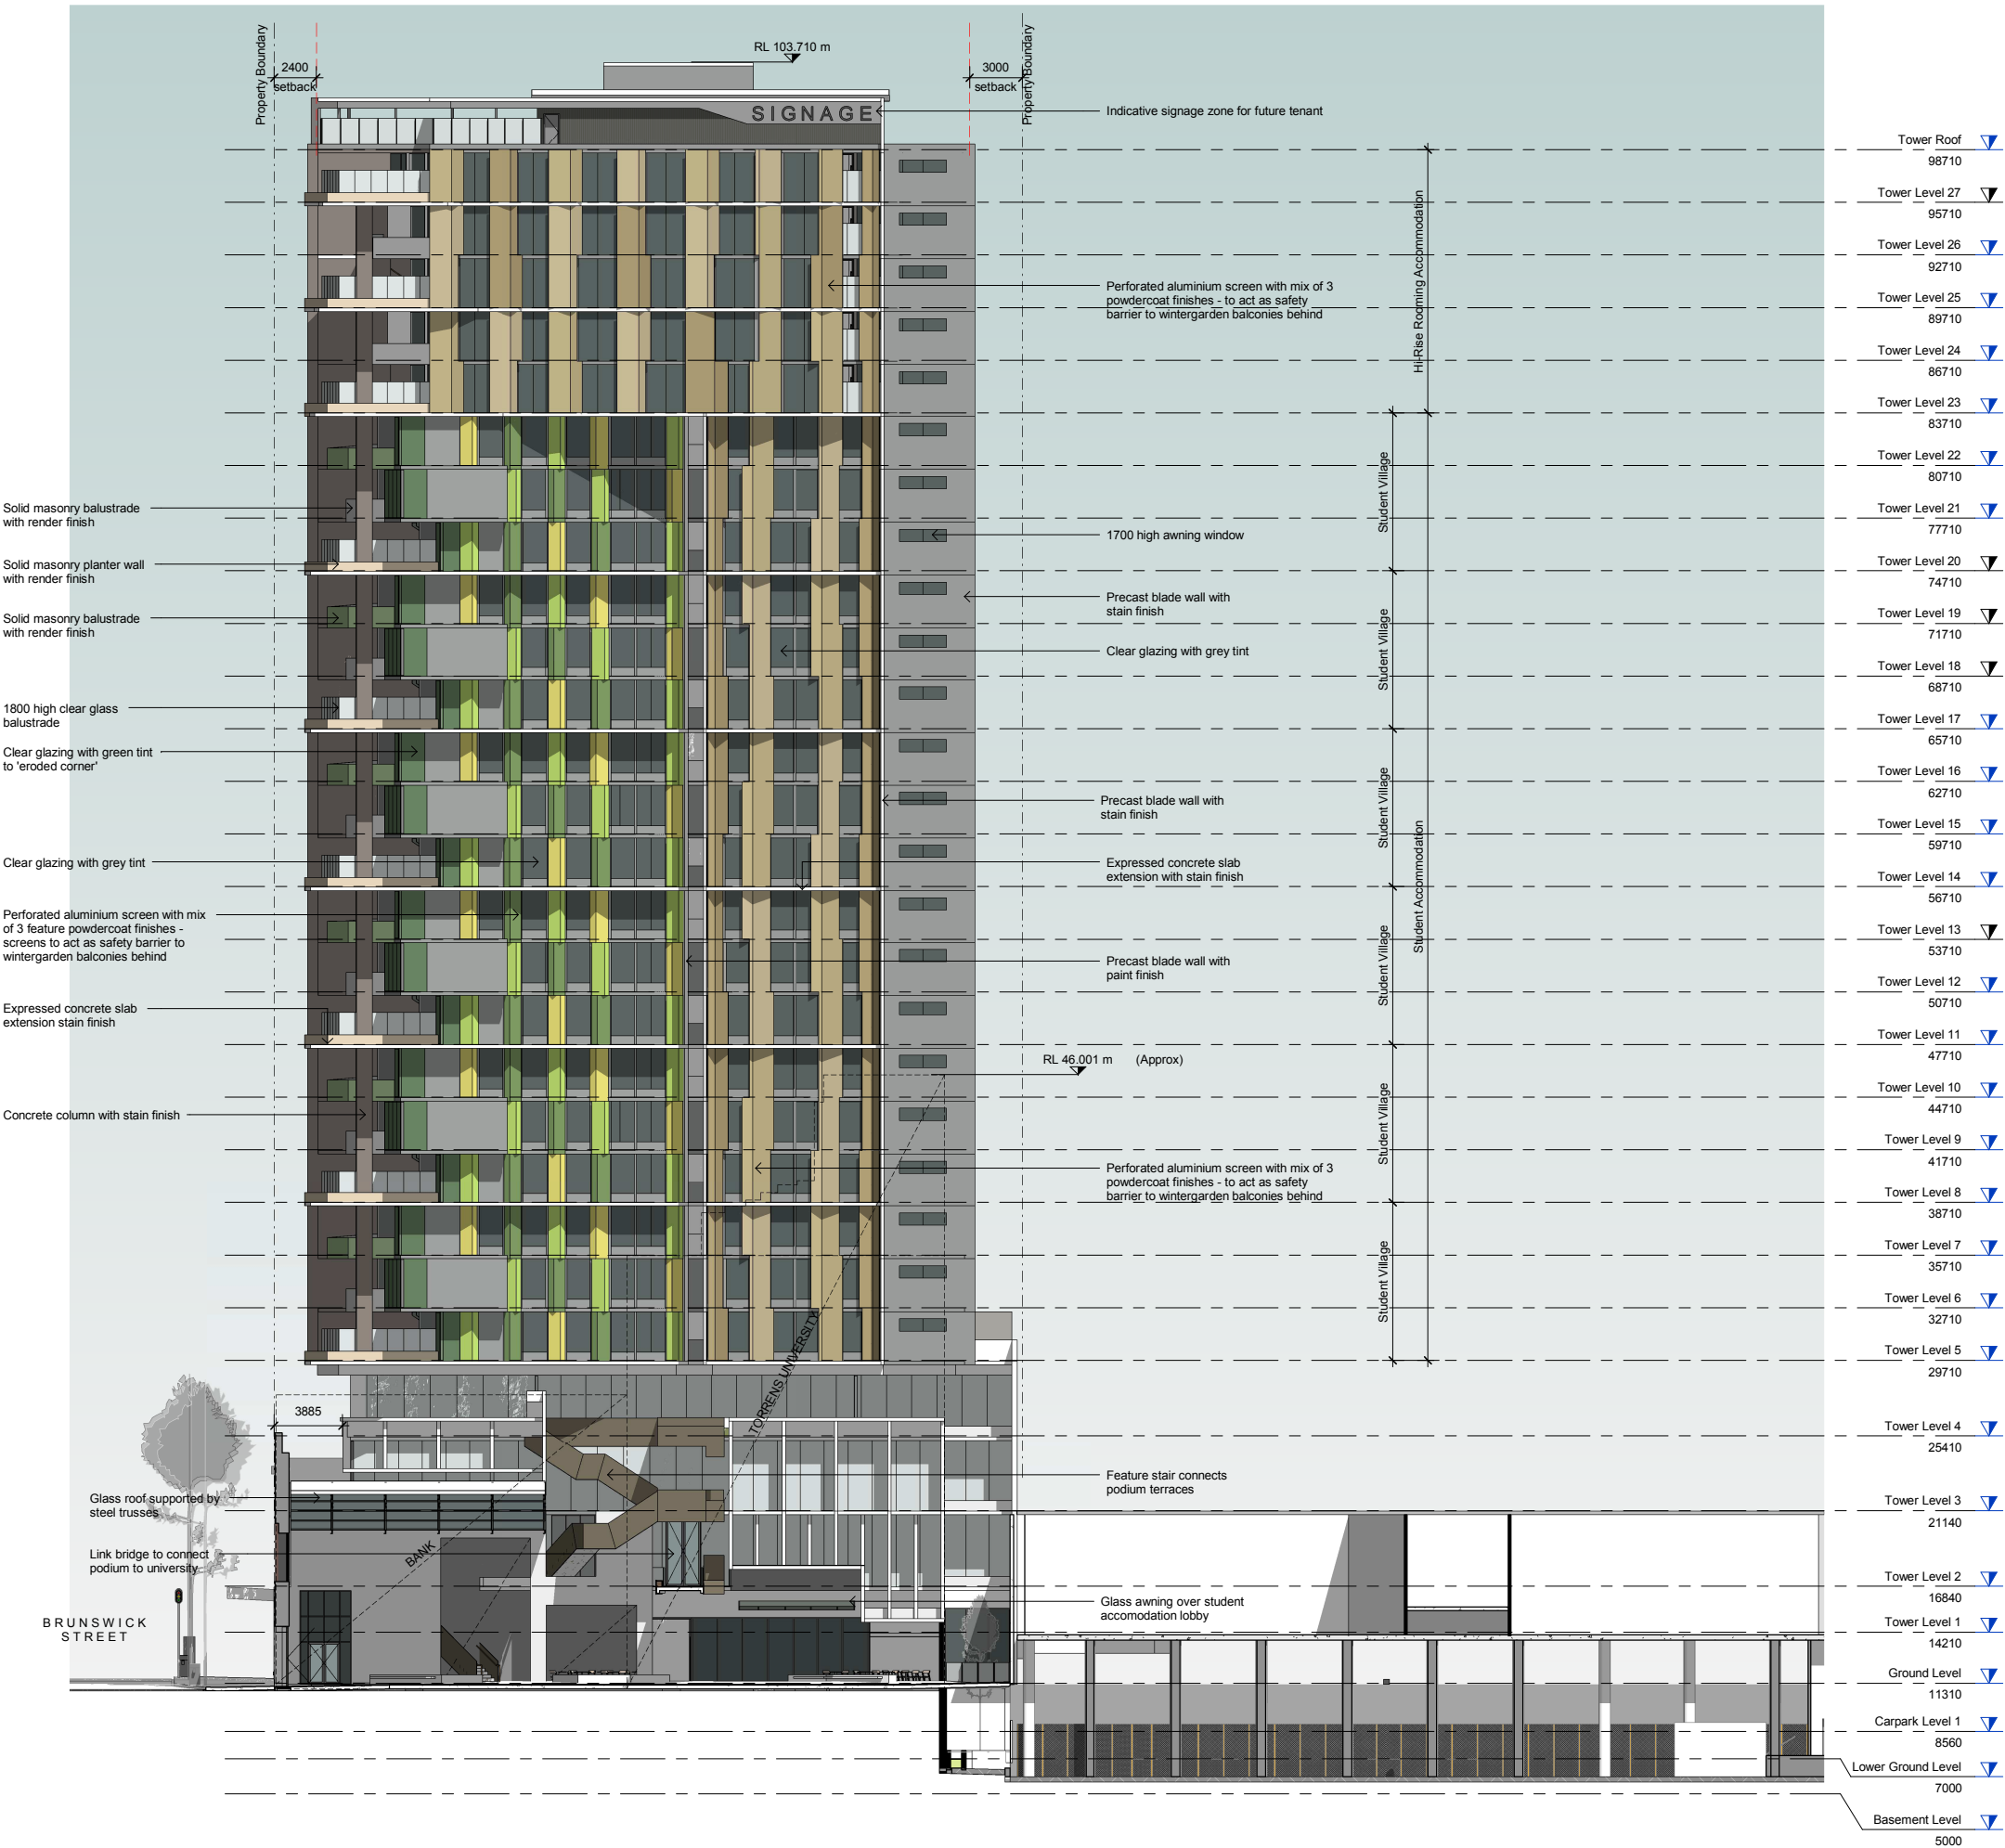 Property Boundary
2400
setback
RL 103.710 m
3000
setback
Property Boundary
SIGNAGE
Indicative signage zone for future tenant
Perforated aluminium screen with mix of 3
powdercoat finishes - to act as safety
barrier to wintergarden balconies behind
1700 high awning window
Precast blade wall with
stain finish
Clear glazing with grey tint
Precast blade wall with
stain finish
Expressed concrete slab
extension with stain finish
Precast blade wall with
paint finish
RL 46.001 m (Approx)
Perforated aluminium screen with mix of 3
powdercoat finishes - to act as safety
barrier to wintergarden balconies behind
Feature stair connects
podium terraces
Glass awning over student
accomodation lobby
Solid masonry balustrade
with render finish
Solid masonry planter wall
with render finish
Solid masonry balustrade
with render finish
1800 high clear glass
balustrade
Clear glazing with green tint
to 'eroded corner'
Clear glazing with grey tint
Perforated aluminium screen with mix
of 3 feature powdercoat finishes -
screens to act as safety barrier to
wintergarden balconies behind
Expressed concrete slab
extension stain finish
Concrete column with stain finish
3885
Glass roof supported by
steel trusses
Link bridge to connect
podium to university
BRUNSWICK
STREET
BANK
TORRENS UNIVERSITY
Hi-Rise Rooming Accommodation
Student Village
Student Village
Student Village
Student Village
Student Village
Student Village
Student Accommodation
Tower Roof
98710
Tower Level 27
95710
Tower Level 26
92710
Tower Level 25
89710
Tower Level 24
86710
Tower Level 23
83710
Tower Level 22
80710
Tower Level 21
77710
Tower Level 20
74710
Tower Level 19
71710
Tower Level 18
68710
Tower Level 17
65710
Tower Level 16
62710
Tower Level 15
59710
Tower Level 14
56710
Tower Level 13
53710
Tower Level 12
50710
Tower Level 11
47710
Tower Level 10
44710
Tower Level 9
41710
Tower Level 8
38710
Tower Level 7
35710
Tower Level 6
32710
Tower Level 5
29710
Tower Level 4
25410
Tower Level 3
21140
Tower Level 2
16840
Tower Level 1
14210
Ground Level
11310
Carpark Level 1
8560
Lower Ground Level
7000
Basement Level
5000